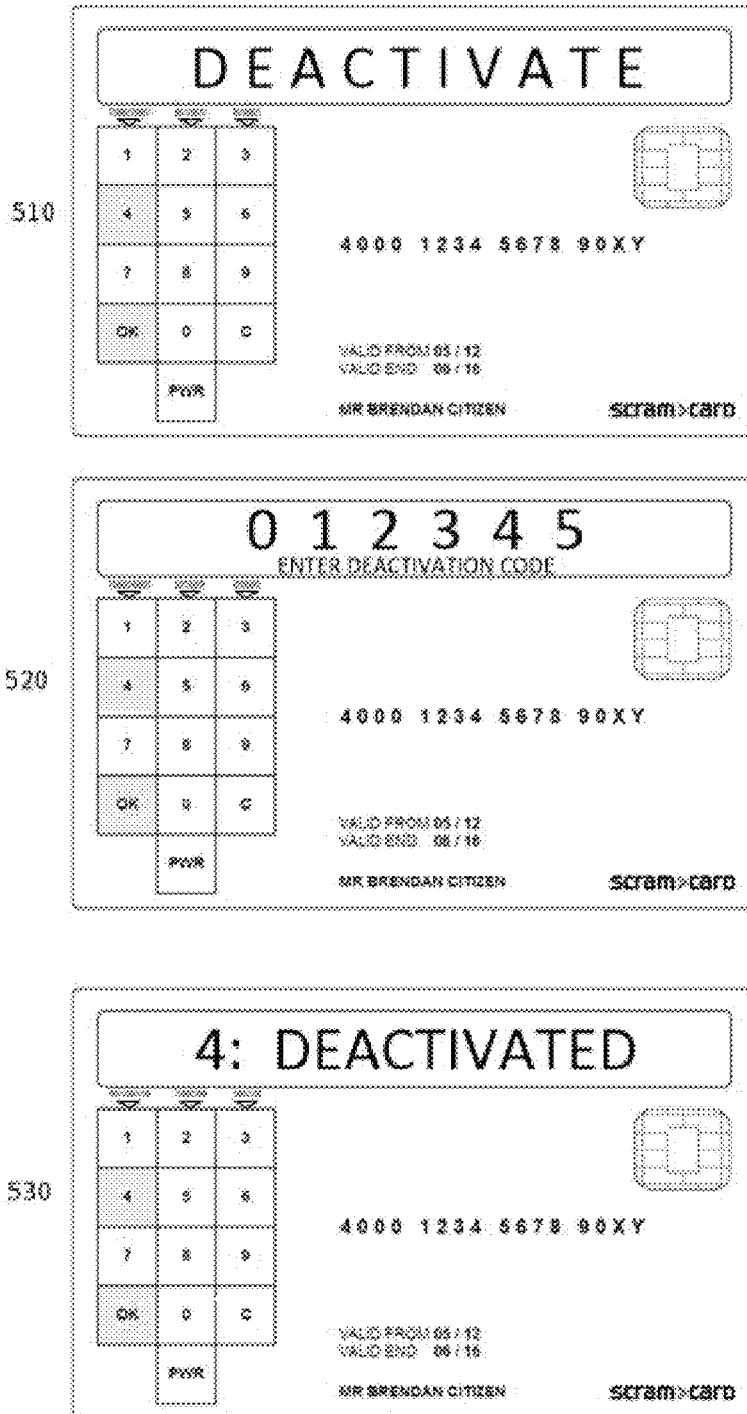 DEACTIVATE
1 2 3
510
4 5 6
4000 1234 5678 90XY
7 8 9
OK 0 C
VALID FROM 05 / 12
VALID END 06 / 16
PWR
MR BRENDAN CITIZEN scram>card
0 1 2 3 4 5
ENTER DEACTIVATION CODE
1 2 3
520
4 5 6
4000 1234 5678 90XY
7 8 9
OK 0 C
VALID FROM 05 / 12
VALID END 06 / 16
PWR
MR BRENDAN CITIZEN scram>card
4: DEACTIVATED
1 2 3
530
4 5 6
4000 1234 5678 90XY
7 8 9
OK 0 C
VALID FROM 05 / 12
VALID END 06 / 16
PWR
MR BRENDAN CITIZEN scram>card